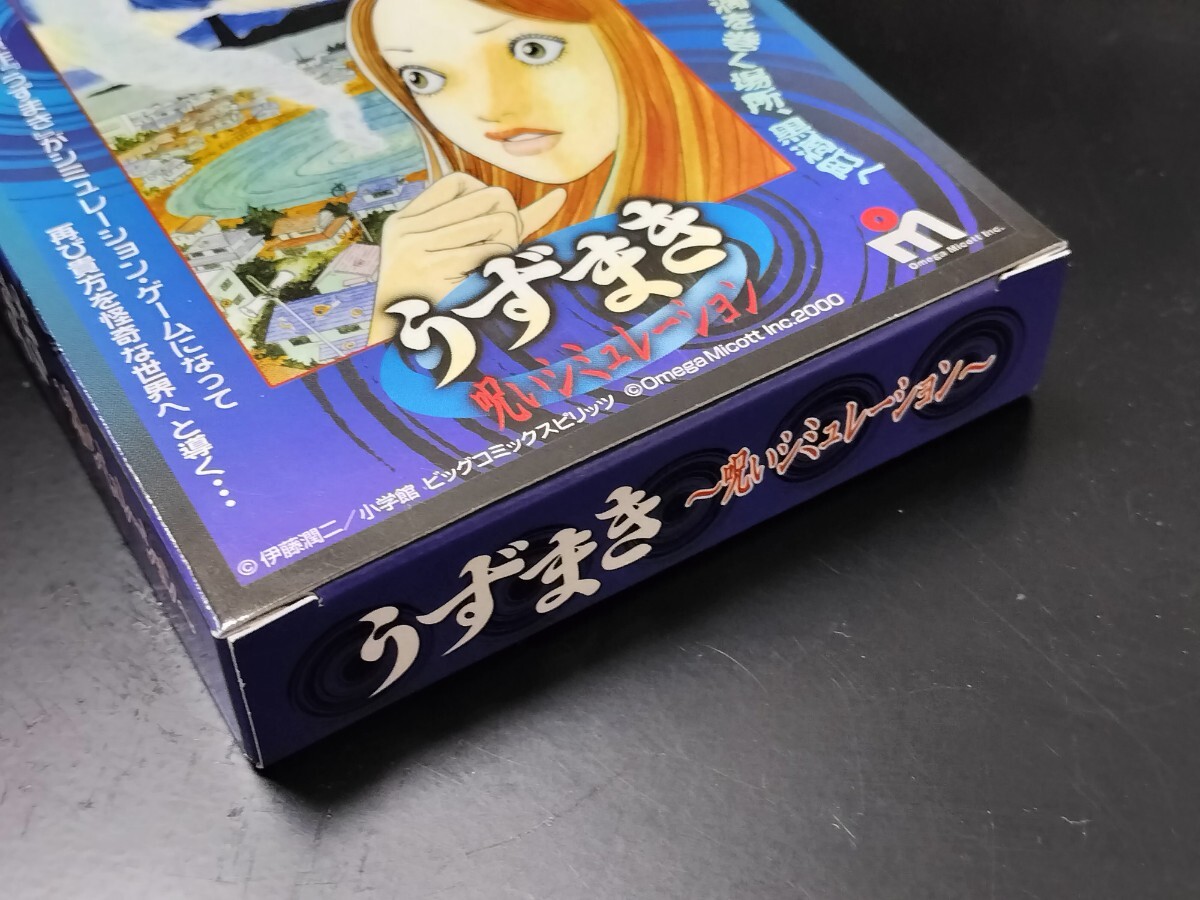 を巻く場所、黒渦町へ
うずまきがシミュレーション・ゲームになって
再び貴方を怪奇な世界へと導く・・・
Omega Micott Inc.
うずまき
呪いシミュレーション
©伊藤潤二／小学館 ビッグコミックスピリッツ ©Omega Micott Inc.2000
うずまき ～呪いシミュレーション～